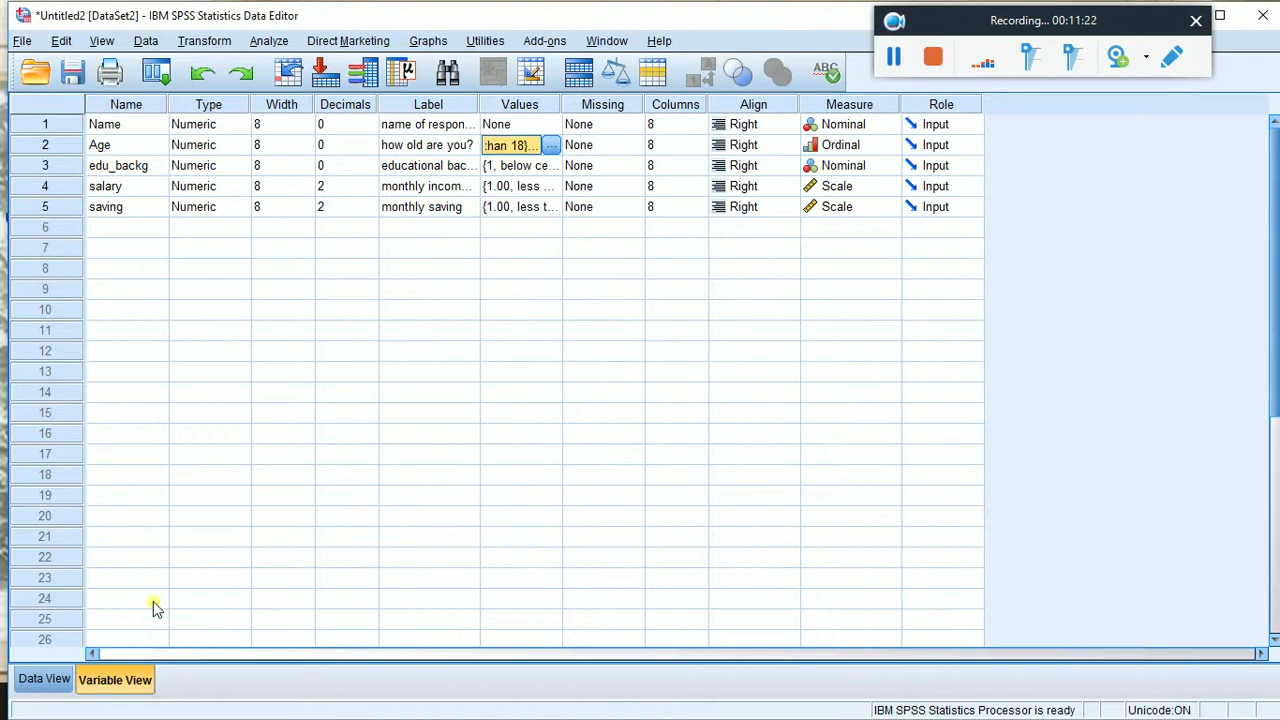 *Untitled2 [DataSet2] - IBM SPSS Statistics Data Editor
Recording... 00:11:22
File Edit View Data Transform Analyze Direct Marketing Graphs Utilities Add-ons Window Help
Name Type Width Decimals Label Values Missing Columns Align Measure Role
1 Name Numeric 8 0 name of respon... None None 8 Right Nominal Input
2 Age Numeric 8 0 how old are you? :han 18}... ... None 8 Right Ordinal Input
3 edu_backg Numeric 8 0 educational bac... {1, below ce... None 8 Right Nominal Input
4 salary Numeric 8 2 monthly incom... {1.00, less ... None 8 Right Scale Input
5 saving Numeric 8 2 monthly saving {1.00, less t... None 8 Right Scale Input
6
7
8
9
10
11
12
13
14
15
16
17
18
19
20
21
22
23
24
25
26
Data View Variable View
IBM SPSS Statistics Processor is ready Unicode:ON